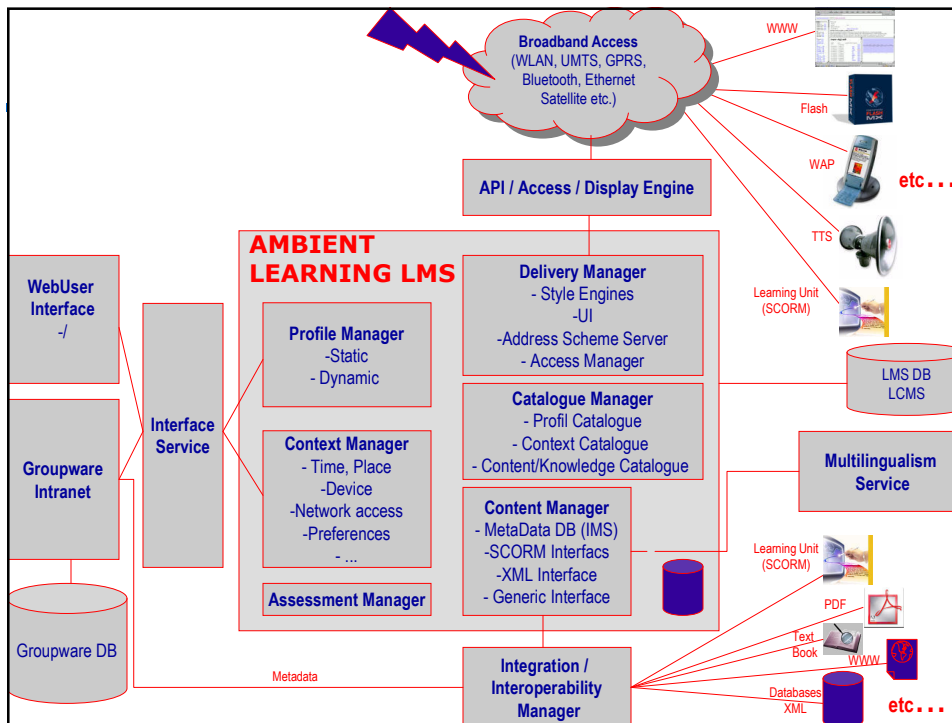 Broadband Access
(WLAN, UMTS, GPRS,
Bluetooth, Ethernet
Satellite etc.)
WWW
Flash
WAP
etc...
TTS
Learning Unit
(SCORM)
API / Access / Display Engine
AMBIENT
LEARNING LMS
WebUser
Interface
-/
Groupware
Intranet
Groupware DB
Interface
Service
Profile Manager
-Static
- Dynamic
Context Manager
- Time, Place
-Device
-Network access
-Preferences
- ...
Assessment Manager
Delivery Manager
- Style Engines
-UI
-Address Scheme Server
- Access Manager
Catalogue Manager
- Profil Catalogue
- Context Catalogue
- Content/Knowledge Catalogue
Content Manager
- MetaData DB (IMS)
-SCORM Interfacs
-XML Interface
- Generic Interface
LMS DB
LCMS
Multilingualism
Service
Metadata
Integration /
Interoperability
Manager
Learning Unit
(SCORM)
PDF
Text
Book
WWW
Databases
XML
etc...